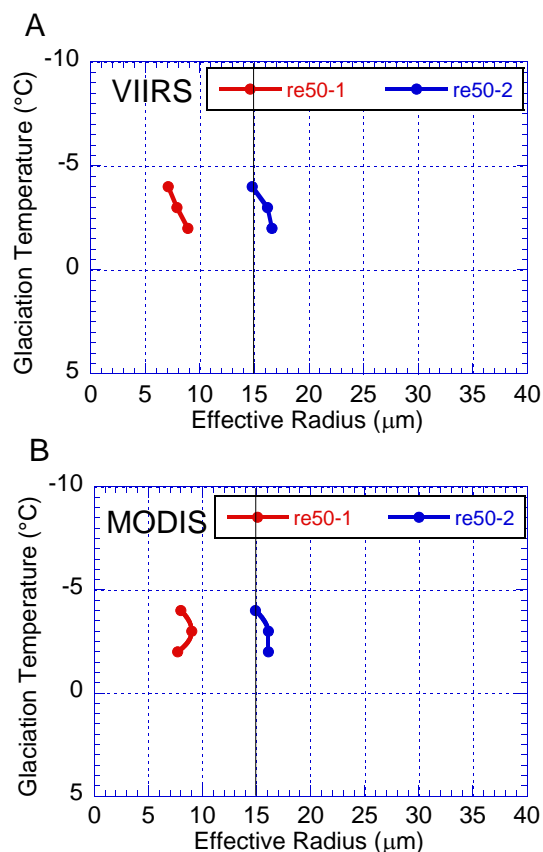 A
-10
VIIRS
re50-1
re50-2
-5
0
5
Glaciation Temperature (°C)
0 5 10 15 20 25 30 35 40
Effective Radius (μm)
B
-10
MODIS
re50-1
re50-2
-5
0
5
Glaciation Temperature (°C)
0 5 10 15 20 25 30 35 40
Effective Radius (μm)